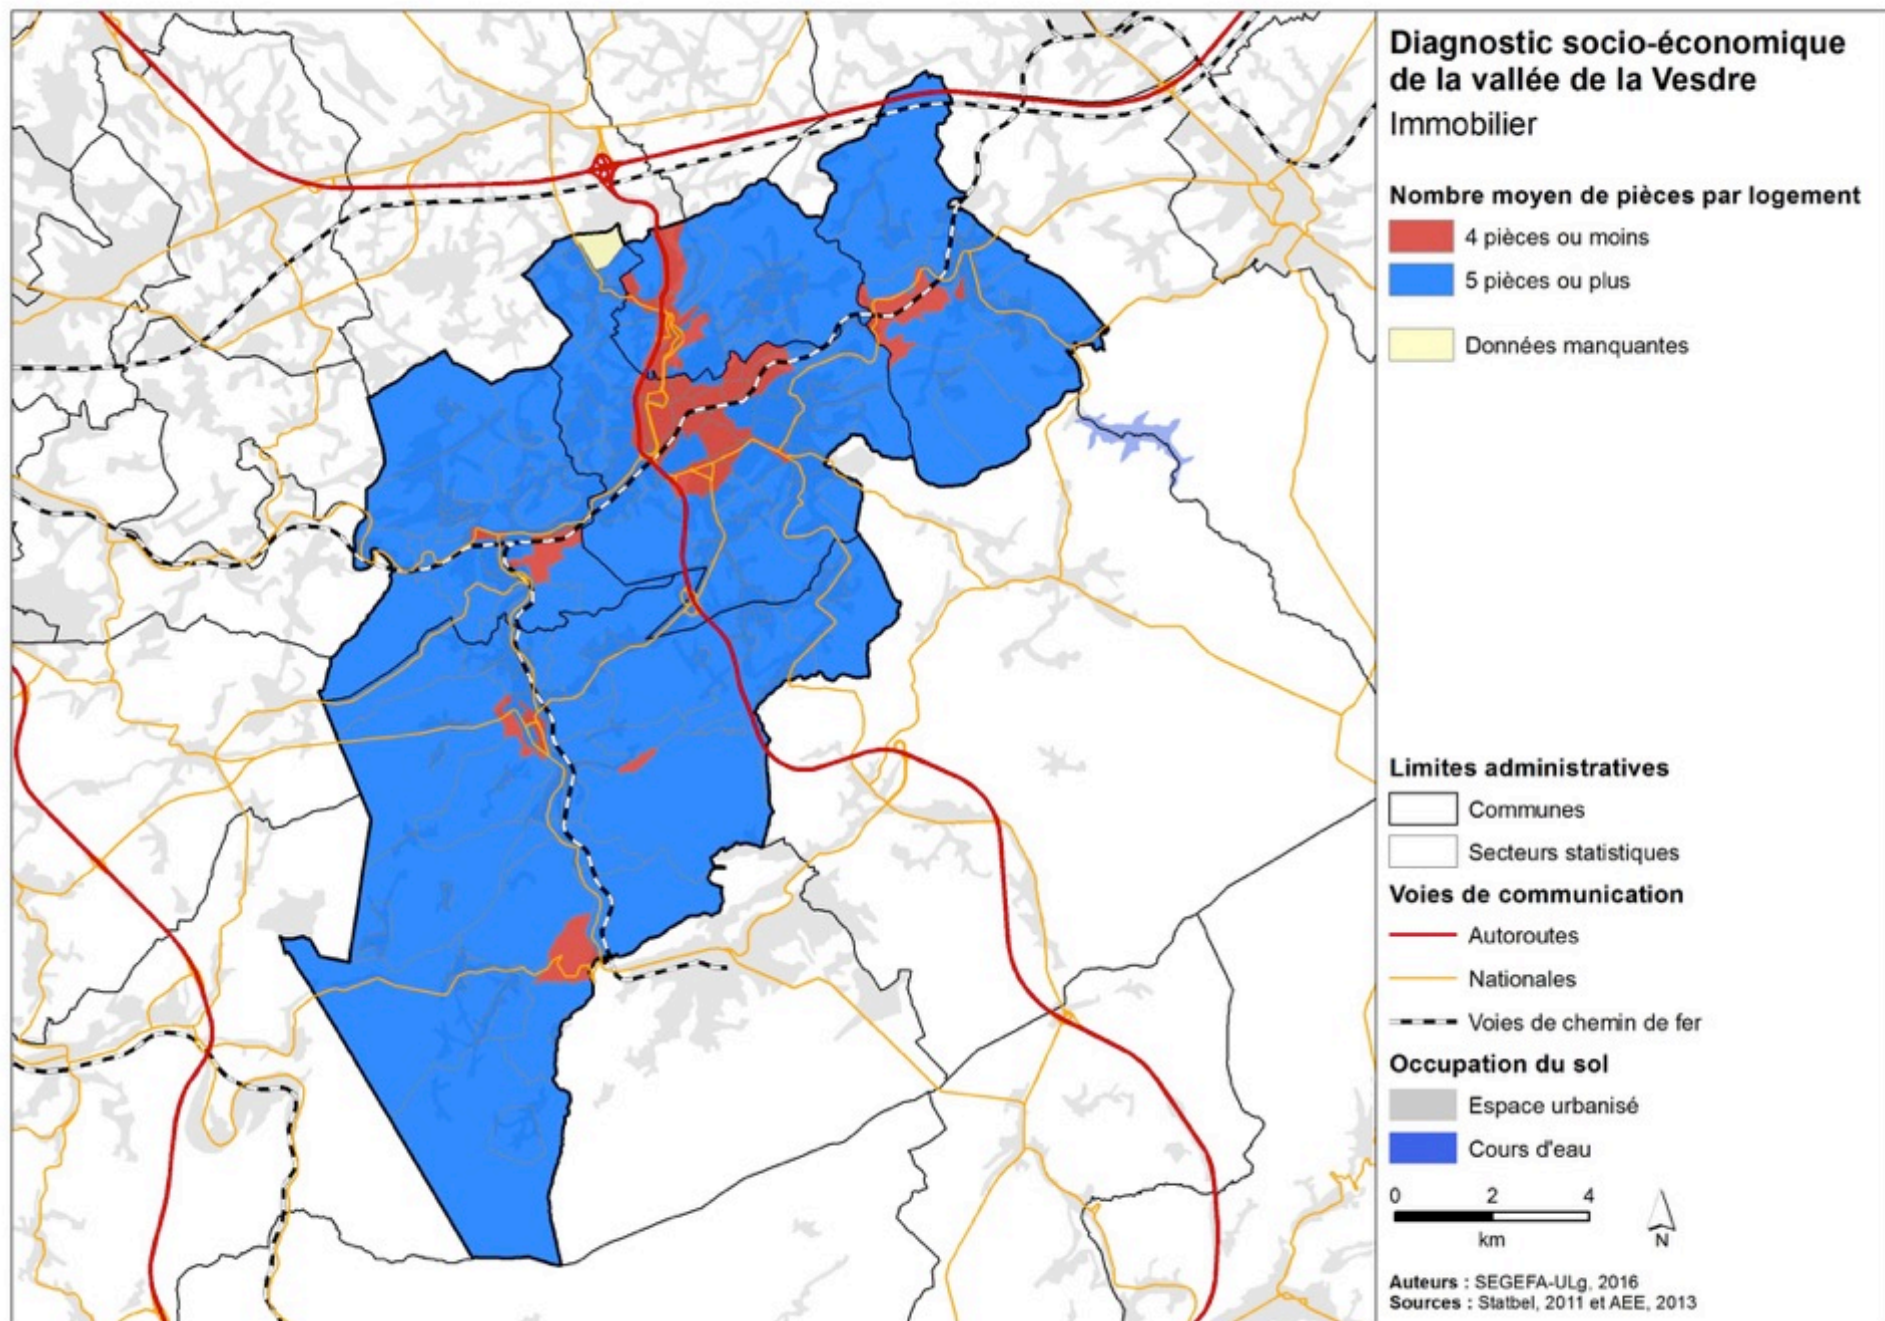 Diagnostic socio-économique
de la vallée de la Vesdre
Immobilier
Nombre moyen de pièces par logement
4 pièces ou moins
5 pièces ou plus
Données manquantes
Limites administratives
Communes
Secteurs statistiques
Voies de communication
Autoroutes
Nationales
Voies de chemin de fer
Occupation du sol
Espace urbanisé
Cours d'eau
0 2 4
km
N
Auteurs : SEGEFA-ULg, 2016
Sources : Statbel, 2011 et AEE, 2013